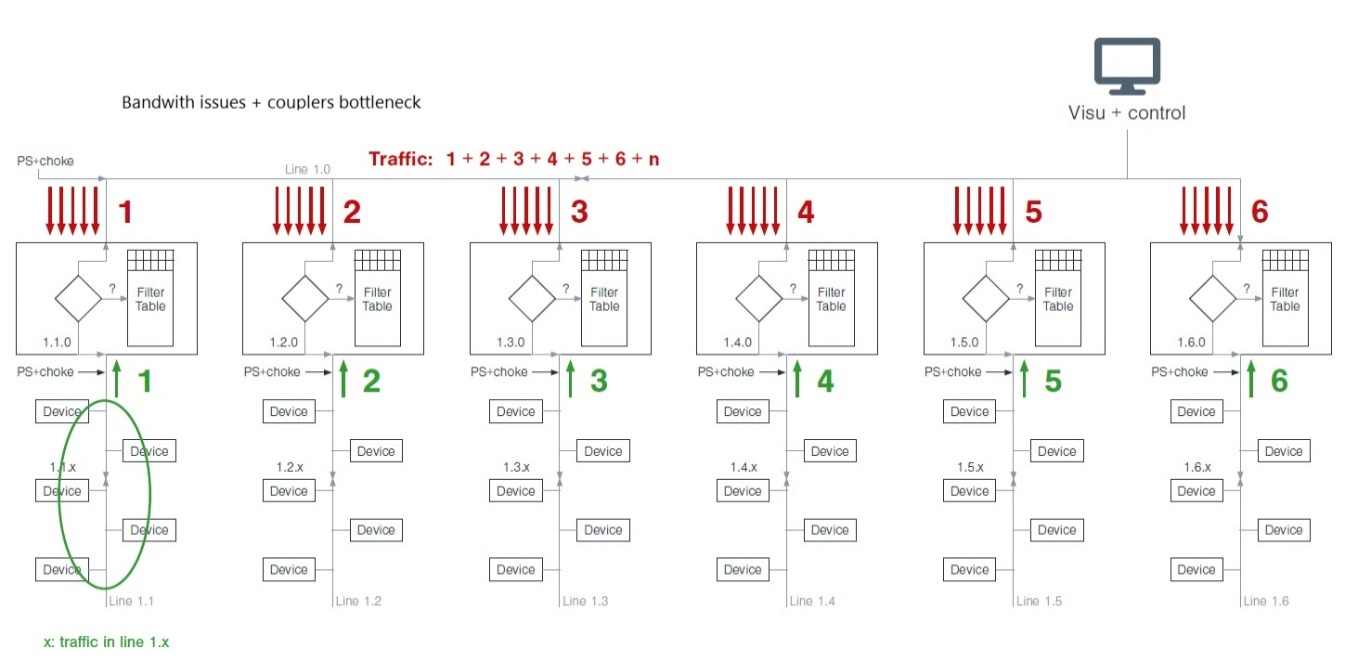 Visu + control
Bandwith issues + couplers bottleneck
PS+choke
Line 1.0
Traffic: 1 + 2 + 3 + 4 + 5 + 6 + n
1 2 3 4 5 6
? Filter Table ? Filter Table ? Filter Table ? Filter Table ? Filter Table ? Filter Table
1.1.0 1.2.0 1.3.0 1.4.0 1.5.0 1.6.0
PS+choke 1 PS+choke 2 PS+choke 3 PS+choke 4 PS+choke 5 PS+choke 6
Device Device Device Device Device Device
Device Device Device Device Device Device
1.1.x 1.2.x 1.3.x 1.4.x 1.5.x 1.6.x
Device Device Device Device Device Device
Device Device Device Device Device Device
Device Device Device Device Device Device
Line 1.1 Line 1.2 Line 1.3 Line 1.4 Line 1.5 Line 1.6
x: traffic in line 1.x